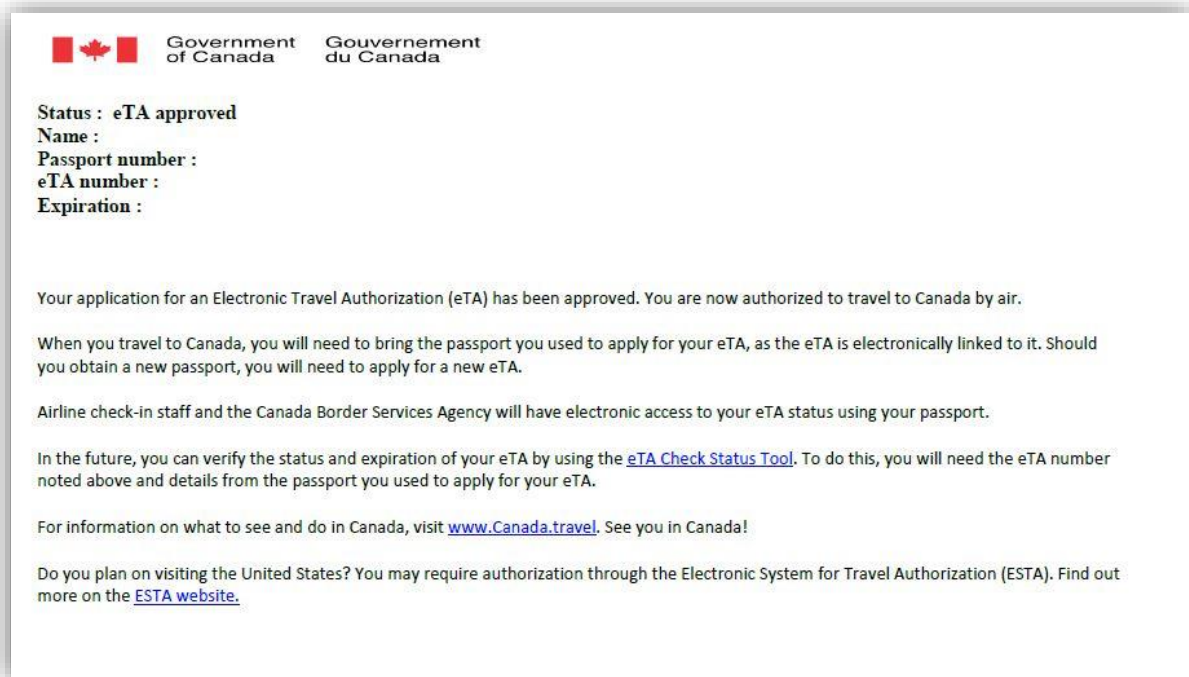 Government Gouvernement
of Canada du Canada
Status : eTA approved
Name :
Passport number :
eTA number :
Expiration :
Your application for an Electronic Travel Authorization (eTA) has been approved. You are now authorized to travel to Canada by air.
When you travel to Canada, you will need to bring the passport you used to apply for your eTA, as the eTA is electronically linked to it. Should
you obtain a new passport, you will need to apply for a new eTA.
Airline check-in staff and the Canada Border Services Agency will have electronic access to your eTA status using your passport.
In the future, you can verify the status and expiration of your eTA by using the eTA Check Status Tool. To do this, you will need the eTA number
noted above and details from the passport you used to apply for your eTA.
For information on what to see and do in Canada, visit www.Canada.travel. See you in Canada!
Do you plan on visiting the United States? You may require authorization through the Electronic System for Travel Authorization (ESTA). Find out
more on the ESTA website.